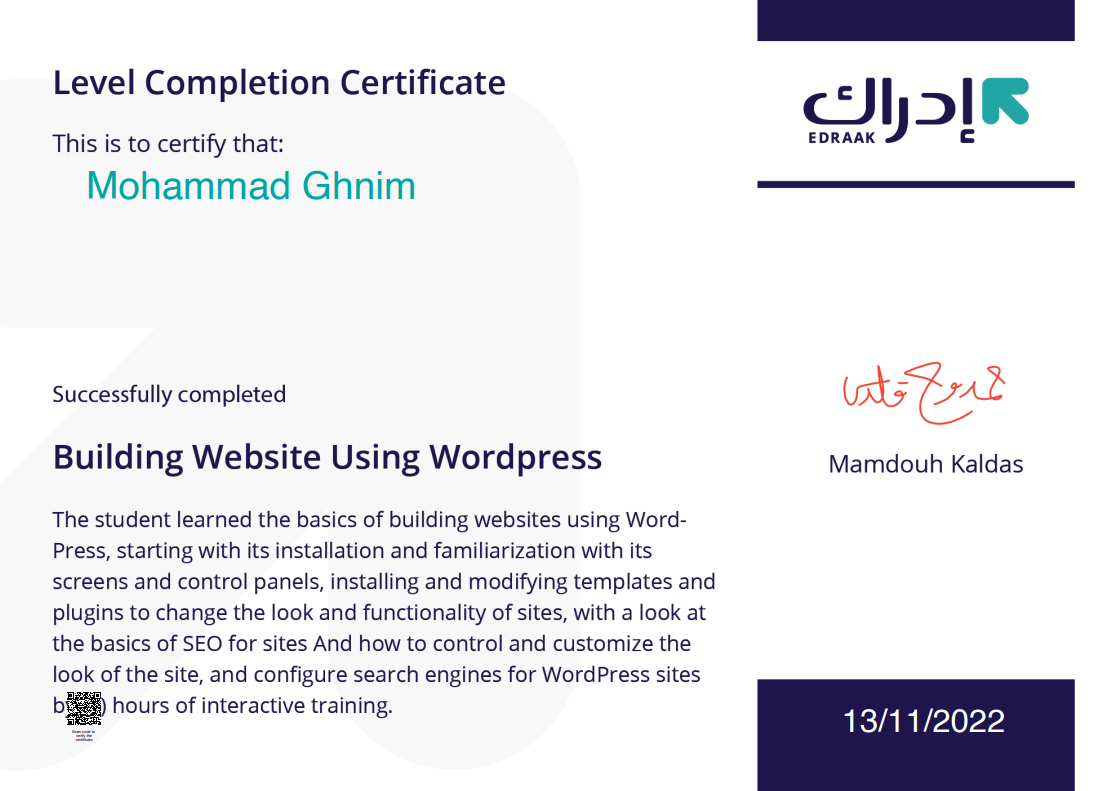 Level Completion Certificate
This is to certify that:
Mohammad Ghnim
Successfully completed
Building Website Using Wordpress
The student learned the basics of building websites using Word-
Press, starting with its installation and familiarization with its
screens and control panels, installing and modifying templates and
plugins to change the look and functionality of sites, with a look at
the basics of SEO for sites And how to control and customize the
look of the site, and configure search engines for WordPress sites
) hours of interactive training.
Scan code to
verify the
certificate
إدراك
EDRAAK
Mamdouh Kaldas
13/11/2022